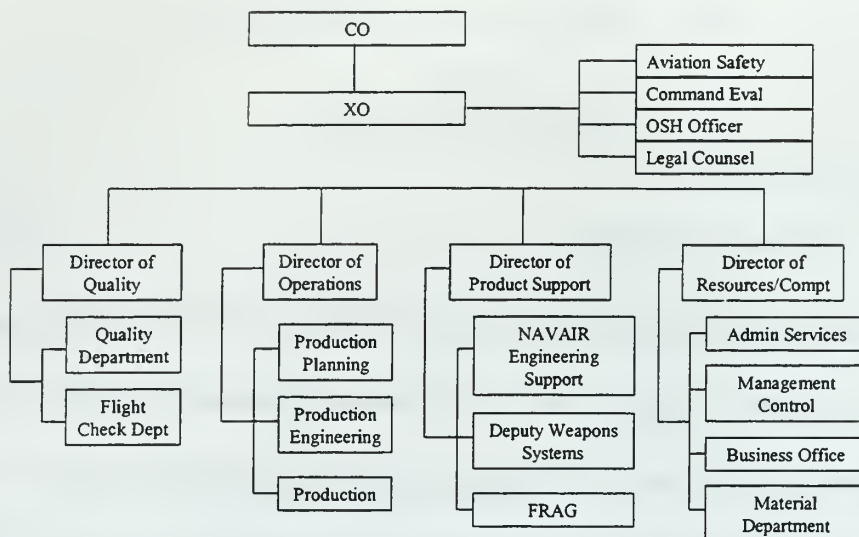 CO
XO
Aviation Safety
Command Eval
OSH Officer
Legal Counsel
Director of
Quality
Quality
Department
Flight
Check Dept
Director of
Operations
Production
Planning
Production
Engineering
Production
Director of
Product Support
NAVAIR
Engineering
Support
Deputy Weapons
Systems
FRAG
Director of
Resources/Compt
Admin Services
Management
Control
Business Office
Material
Department